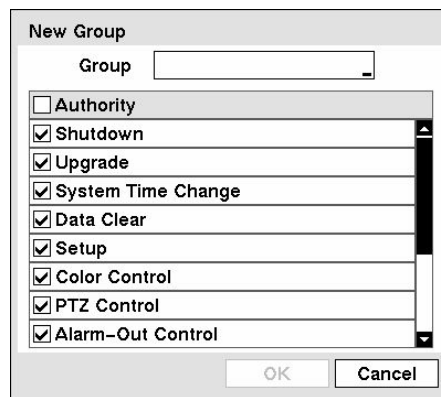 New Group
Group
Authority
Shutdown
Upgrade
System Time Change
Data Clear
Setup
Color Control
PTZ Control
Alarm-Out Control
OK Cancel